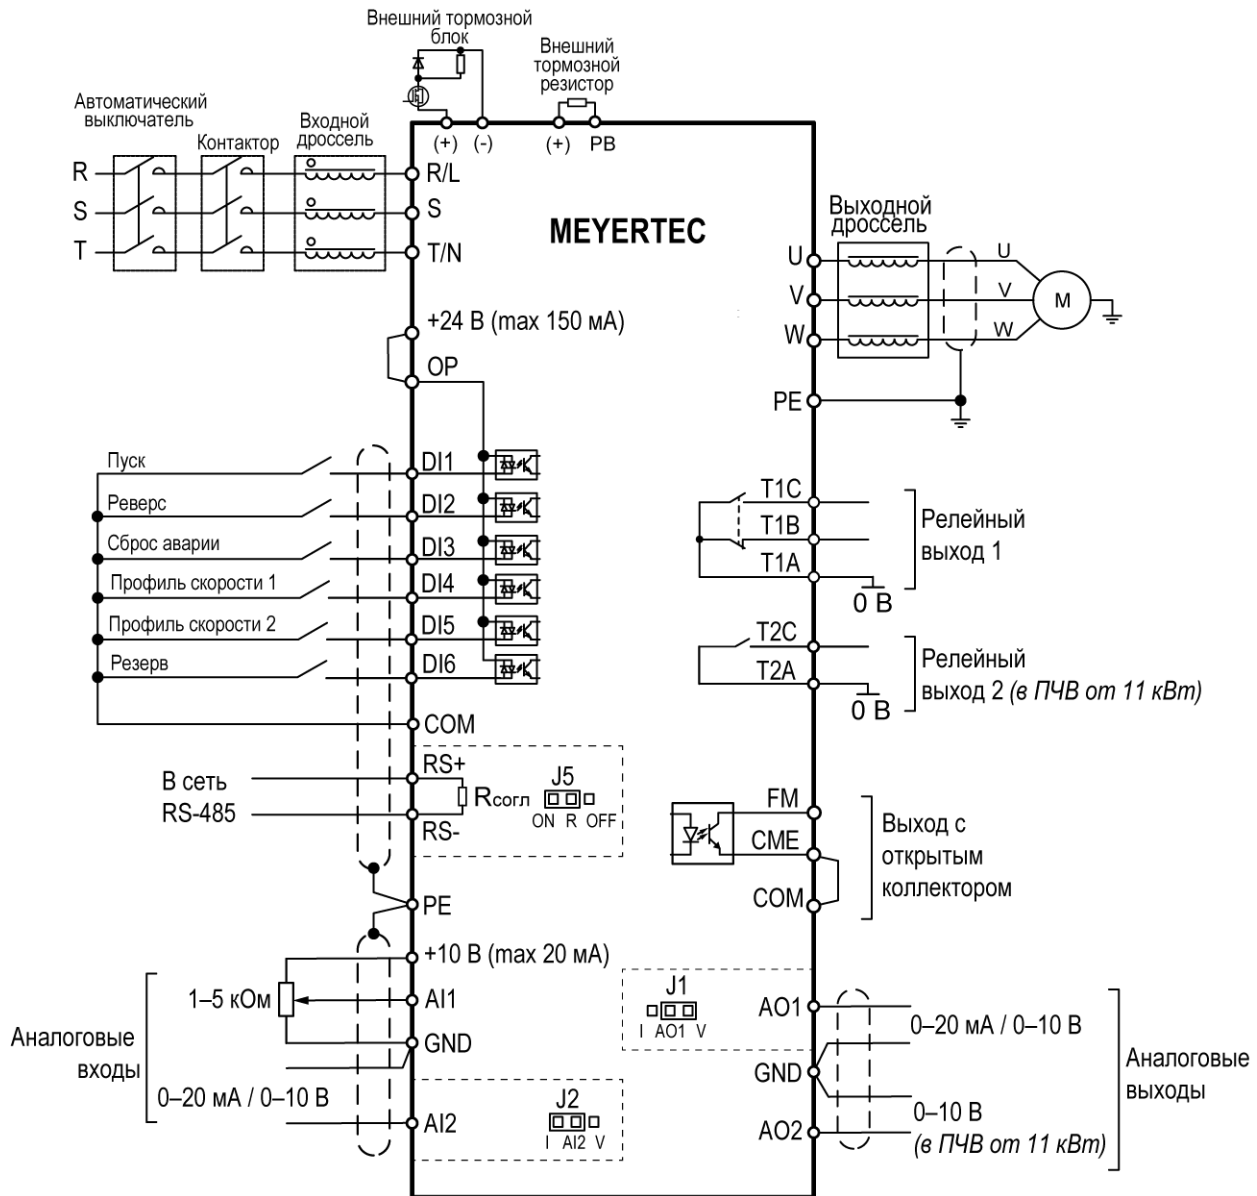 Внешний тормозной
блок
Внешний
тормозной
резистор
Автоматический
выключатель
Контактор
Входной
дроссель
(+)
(-)
(+)
PB
R
R/L
S
S
T
T/N
MEYERTEC
Выходной
дроссель
U
U
V
V
M
W
W
+24 В (max 150 мА)
OP
PE
Пуск
DI1
Реверс
DI2
Сброс аварии
DI3
Профиль скорости 1
DI4
Профиль скорости 2
DI5
Резерв
DI6
COM
T1C
T1B
T1A
0 В
Релейный
выход 1
T2C
T2A
0 В
Релейный
выход 2 (в ПЧВ от 11 кВт)
В сеть
RS-485
RS+
RS-
Rсогл
J5
ON R OFF
FM
CME
COM
Выход с
открытым
коллектором
PE
+10 В (max 20 мА)
1–5 кОм
AI1
GND
Аналоговые
входы
0–20 мА / 0–10 В
AI2
J2
I AI2 V
J1
I AO1 V
AO1
0–20 мА / 0–10 В
GND
0–10 В
(в ПЧВ от 11 кВт)
AO2
Аналоговые
выходы